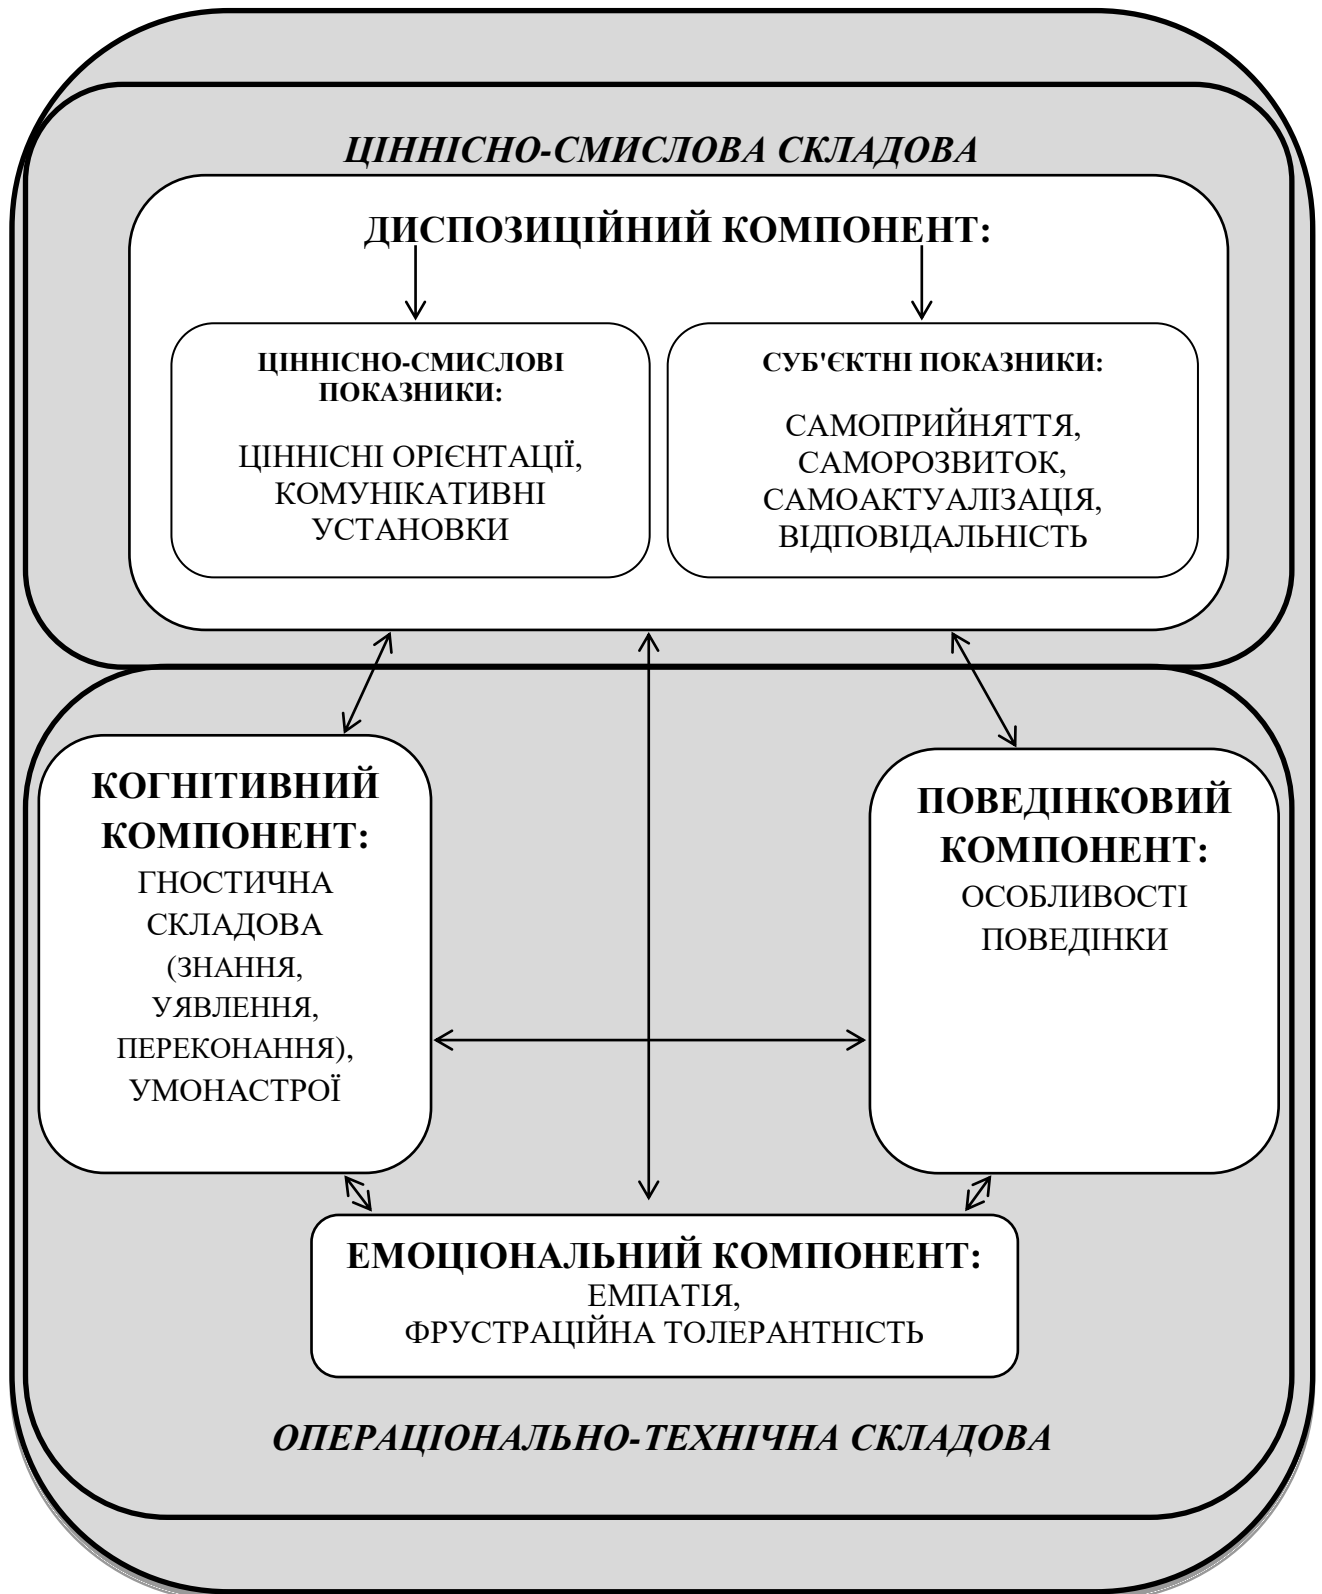 ЦІННІСНО-СМИСЛОВА СКЛАДОВА
ДИСПОЗИЦІЙНИЙ КОМПОНЕНТ:
ЦІННІСНО-СМИСЛОВІ
ПОКАЗНИКИ:
ЦІННІСНІ ОРІЄНТАЦІЇ,
КОМУНІКАТИВНІ
УСТАНОВКИ
СУБ'ЄКТНІ ПОКАЗНИКИ:
САМОПРИЙНЯТТЯ,
САМОРОЗВИТОК,
САМОАКТУАЛІЗАЦІЯ,
ВІДПОВІДАЛЬНІСТЬ
КОГНІТИВНИЙ
КОМПОНЕНТ:
ГНОСТИЧНА
СКЛАДОВА
(ЗНАННЯ,
УЯВЛЕННЯ,
ПЕРЕКОНАННЯ),
УМОНАСТРОЇ
ПОВЕДІНКОВИЙ
КОМПОНЕНТ:
ОСОБЛИВОСТІ
ПОВЕДІНКИ
ЕМОЦІОНАЛЬНИЙ КОМПОНЕНТ:
ЕМПАТІЯ,
ФРУСТРАЦІЙНА ТОЛЕРАНТНІСТЬ
ОПЕРАЦІОНАЛЬНО-ТЕХНІЧНА СКЛАДОВА